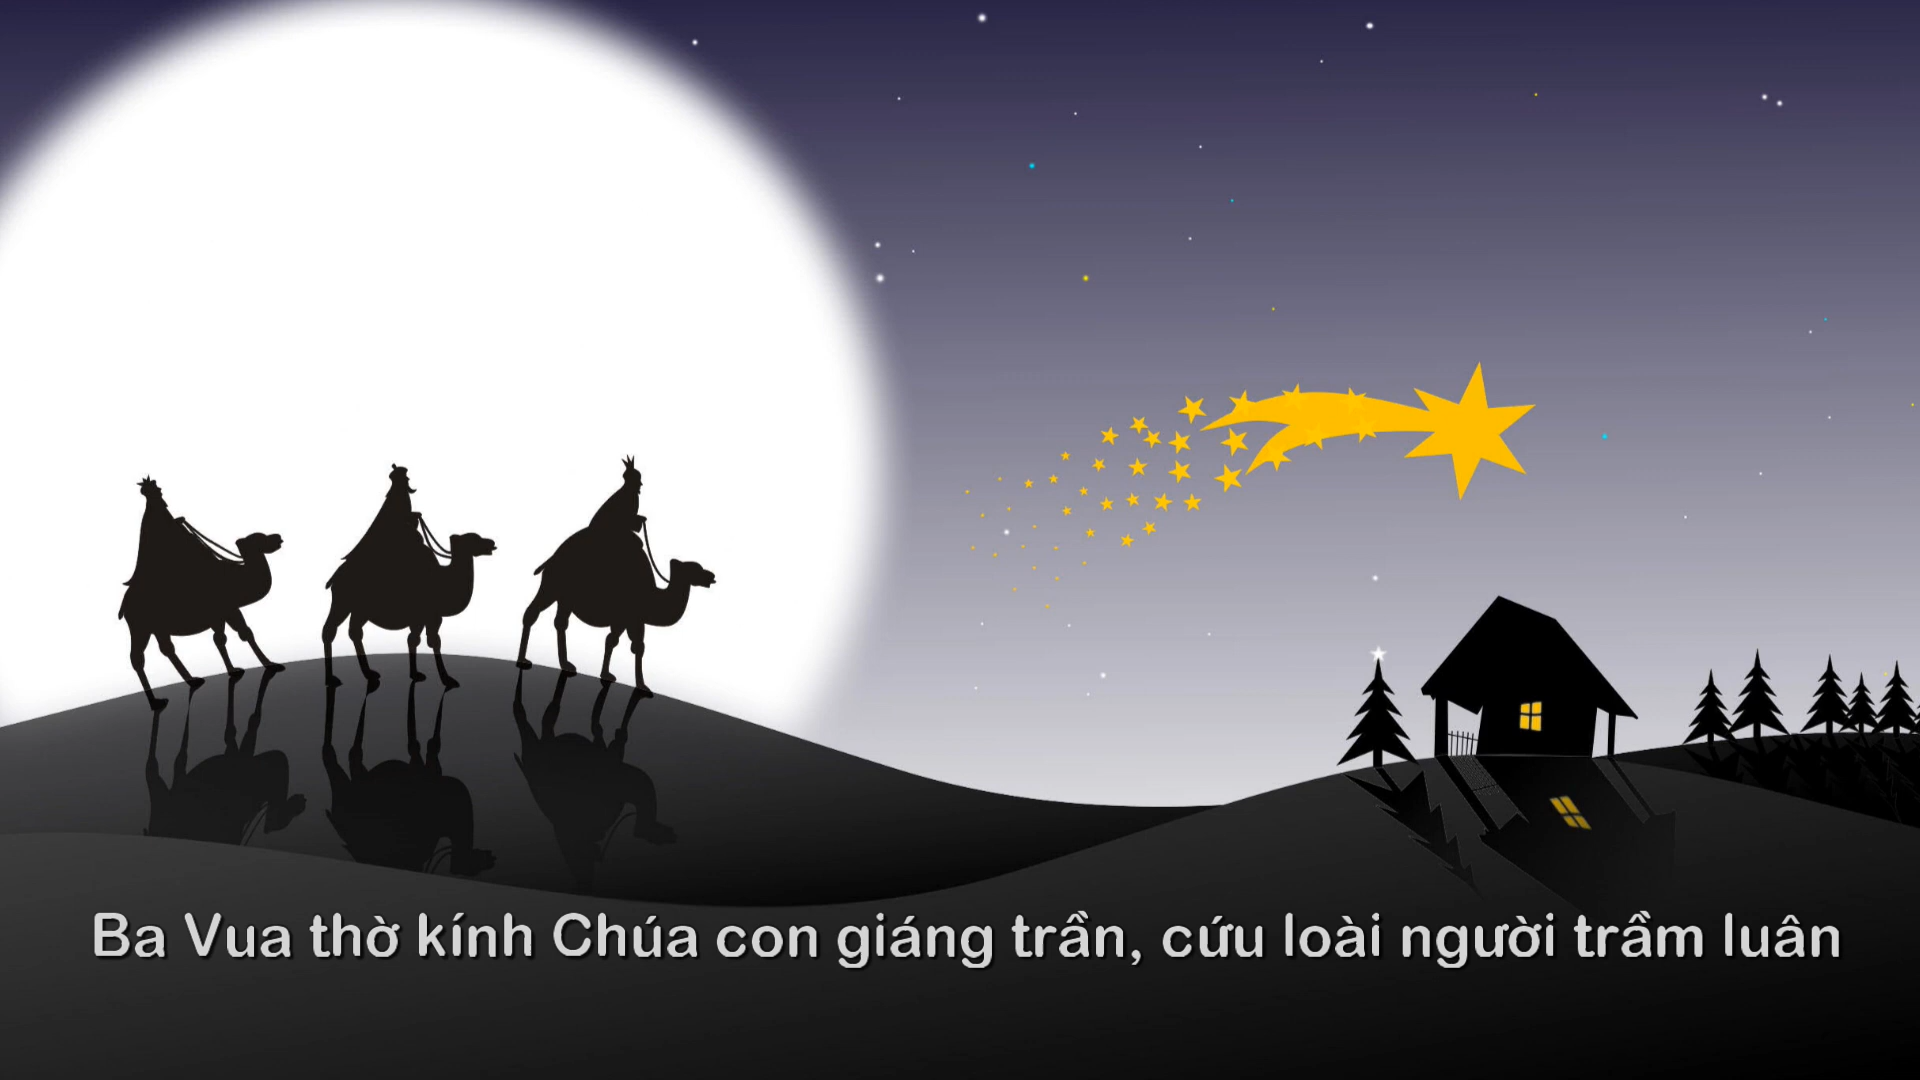 Ba Vua thờ kính Chúa con giáng trần, cứu loài người trầm luân